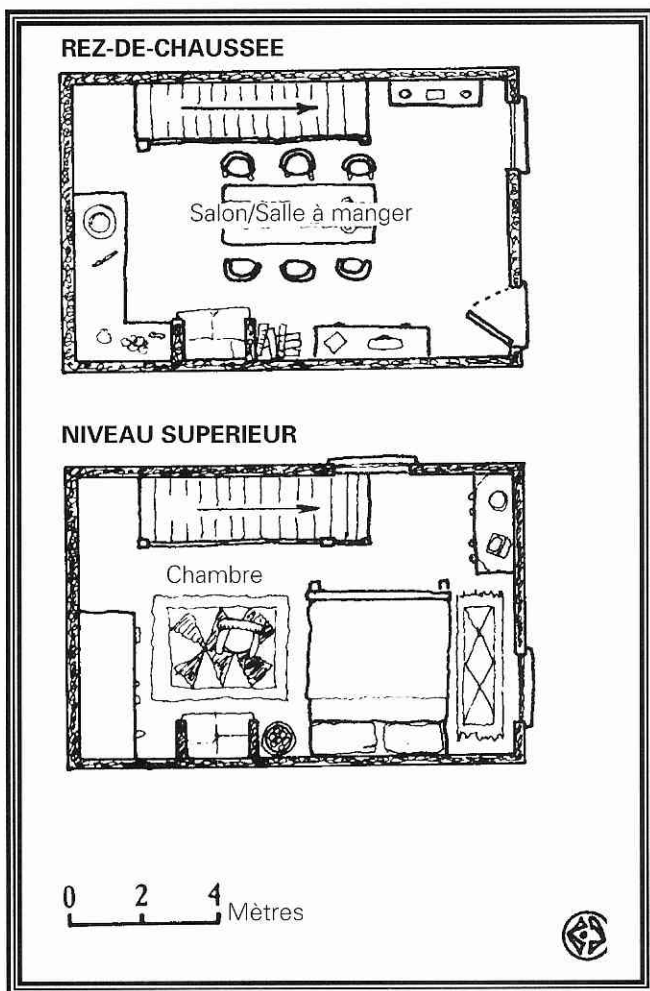 REZ-DE-CHAUSSEE
Salon/Salle à manger
NIVEAU SUPERIEUR
Chambre
0 2 4
Mètres